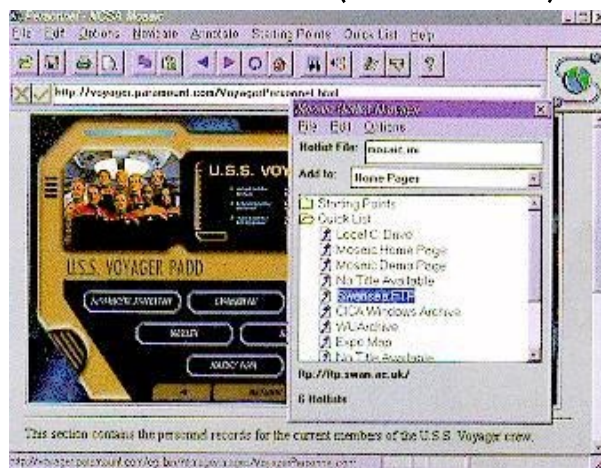 Personnel - NCSA Mosaic
File Edit Options Navigate Annotate Starting Points Quick List Help
http://voyager.paramount.com/VoyagerPersonnel.html
Mosaic Hotlist Manager
File Edit Options
Hotlist File: mosaic.ini
Add to: Home Pages
Starting Points
Quick List
Local C: Drive
Mosaic Home Page
Mosaic Demo Page
No Title Available
Swansea FTP
CICA Windows Archive
WU Archive
Expo Map
No Title Available
ftp://ftp.swan.ac.uk/
6 Hotlists
U.S.S. VOY
U.S.S. VOYAGER PADD
This section contains the personnel records for the current members of the U.S.S. Voyager crew.